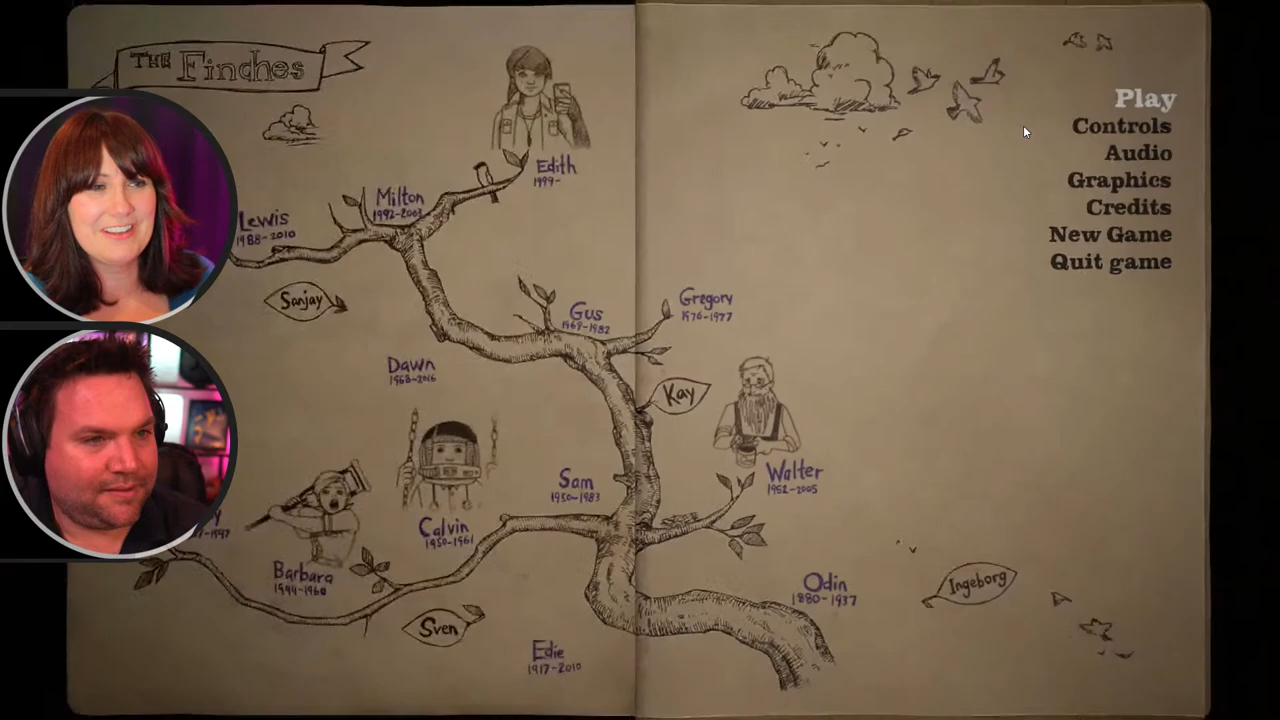 THE Finches
Edith
1999-
Milton
1992-2003
Lewis
1988-2010
Sanjay
Gus
1969-1982
Gregory
1976-1977
Dawn
1968-2016
Kay
Walter
1952-2005
Sam
1950-1983
Calvin
1950-1961
Barbara
1944-1960
Sven
Odin
1880-1937
Ingeborg
Edie
1917-2010
Play
Controls
Audio
Graphics
Credits
New Game
Quit game